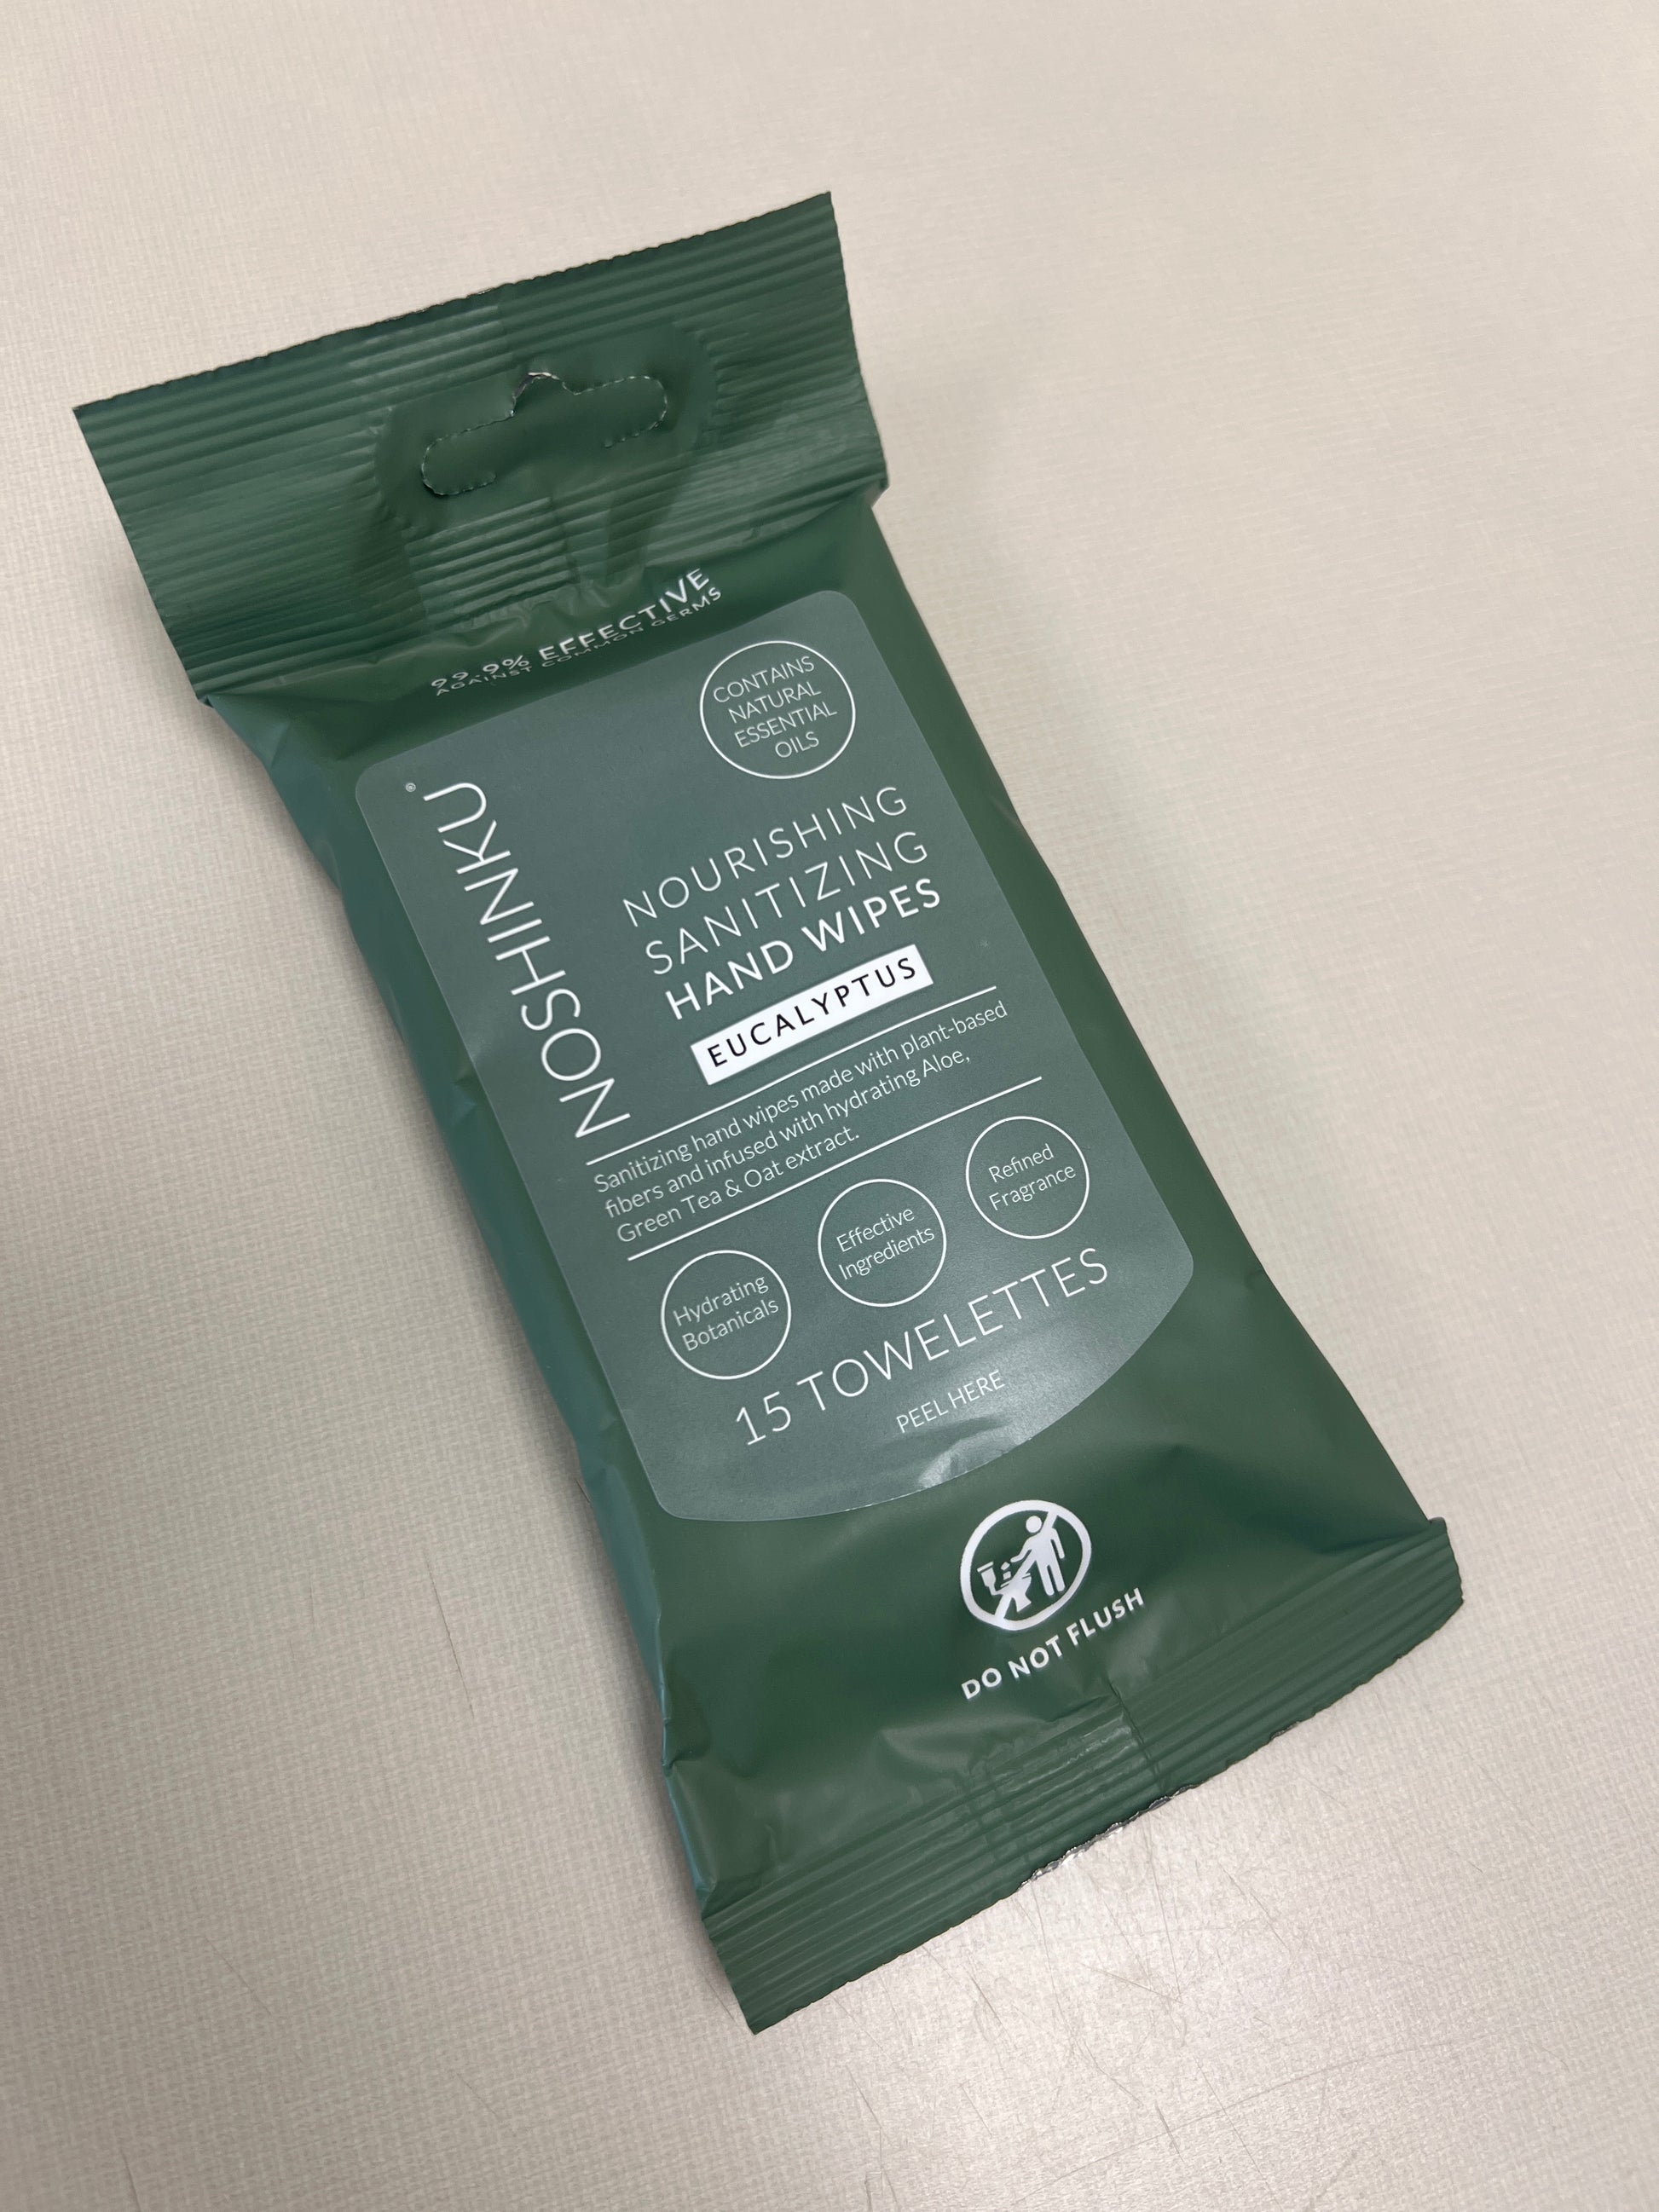 99.9% EFFECTIVE
AGAINST COMMON GERMS
CONTAINS
NATURAL
ESSENTIAL
OILS
NOSHINKU®
NOURISHING
SANITIZING
HAND WIPES
EUCALYPTUS
Sanitizing hand wipes made with plant-based
fibers and infused with hydrating Aloe,
Green Tea & Oat extract.
Hydrating
Botanicals
Effective
Ingredients
Refined
Fragrance
15 TOWELETTES
PEEL HERE
DO NOT FLUSH